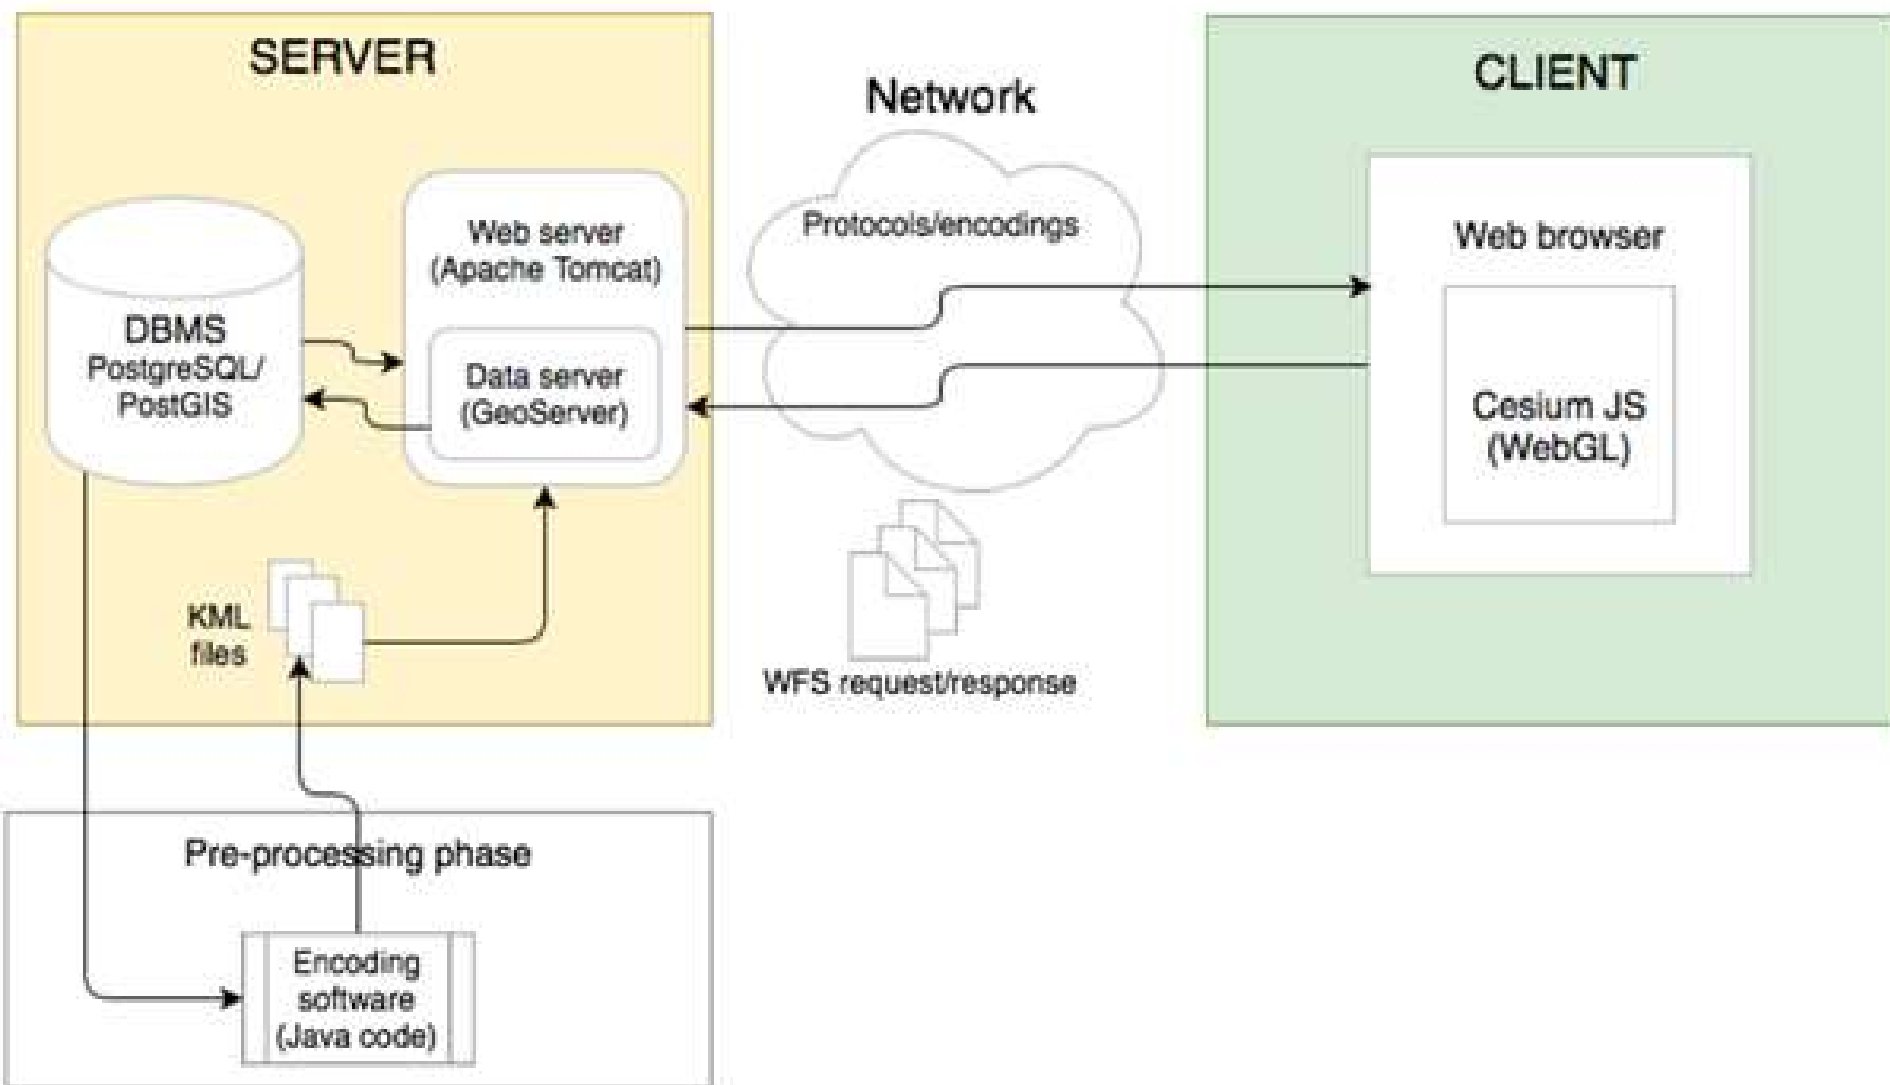 SERVER
Network
CLIENT
Web server
(Apache Tomcat)
Data server
(GeoServer)
DBMS
PostgreSQL/
PostGIS
KML
files
Protocols/encodings
WFS request/response
Web browser
Cesium JS
(WebGL)
Pre-processing phase
Encoding
software
(Java code)